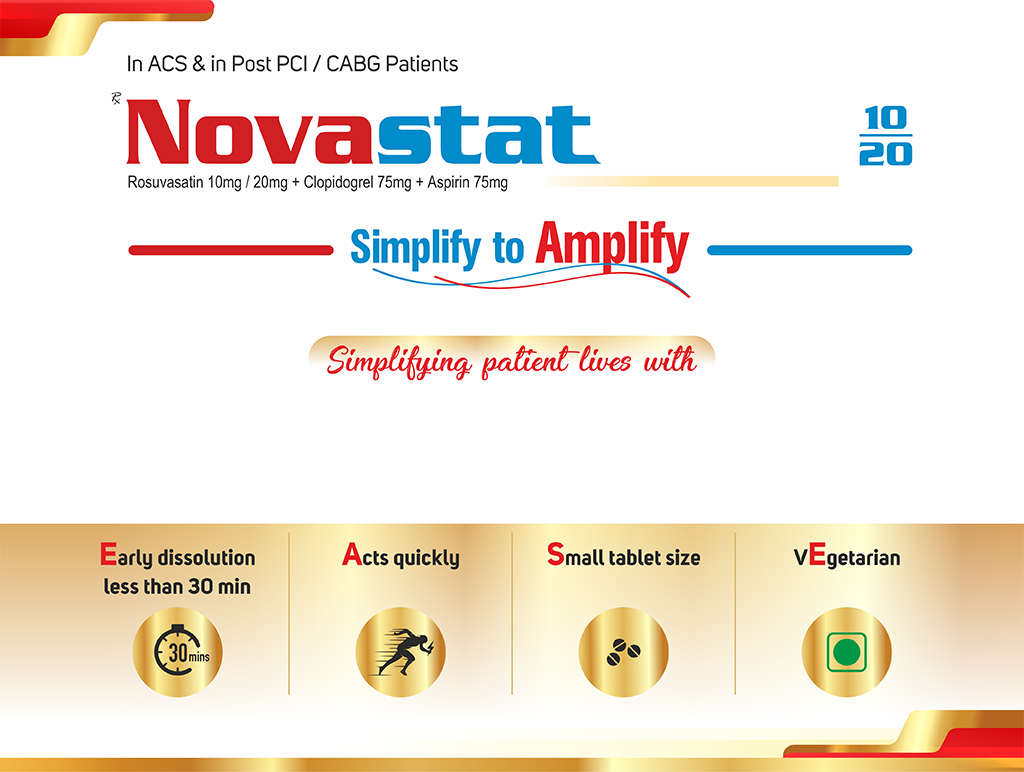 In ACS & in Post PCI / CABG Patients
Rx Novastat 10/20
Rosuvasatin 10mg / 20mg + Clopidogrel 75mg + Aspirin 75mg
Simplify to Amplify
Simplifying patient lives with
Early dissolution
less than 30 min
Acts quickly
Small tablet size
VEgetarian
30 mins